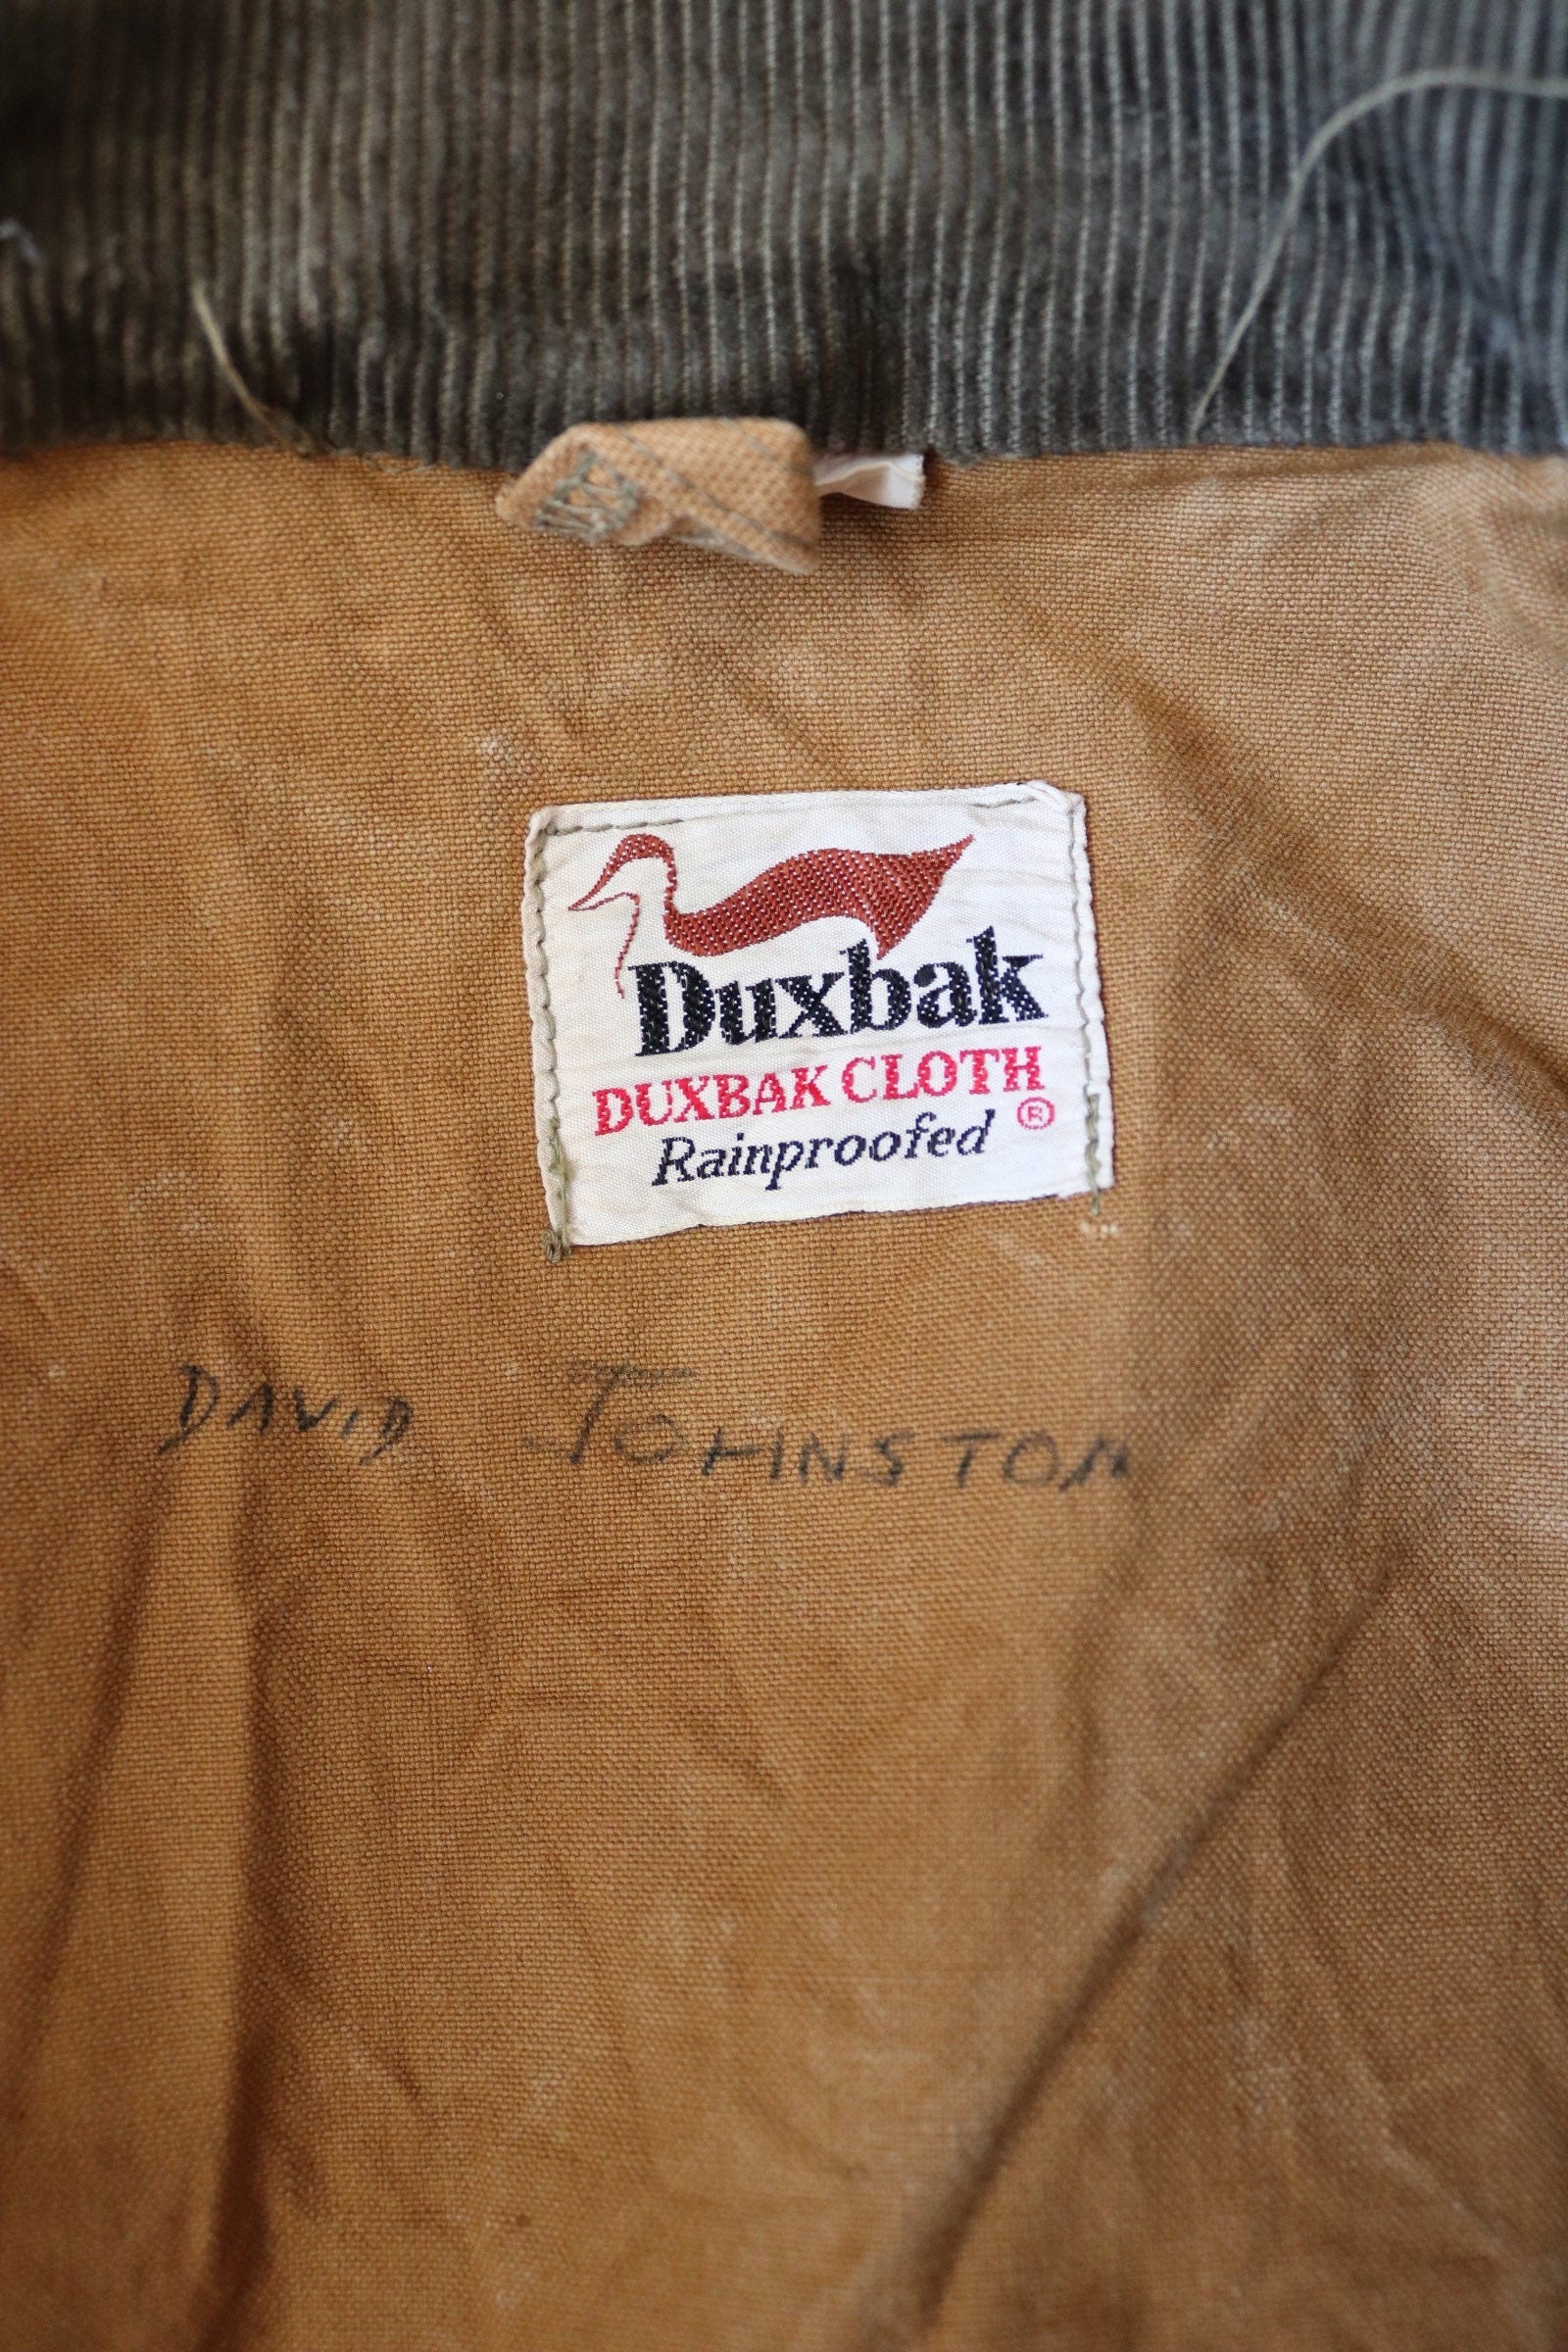 Duxbak
DUXBAK CLOTH ®
Rainproofed
DAVID JOHNSTON